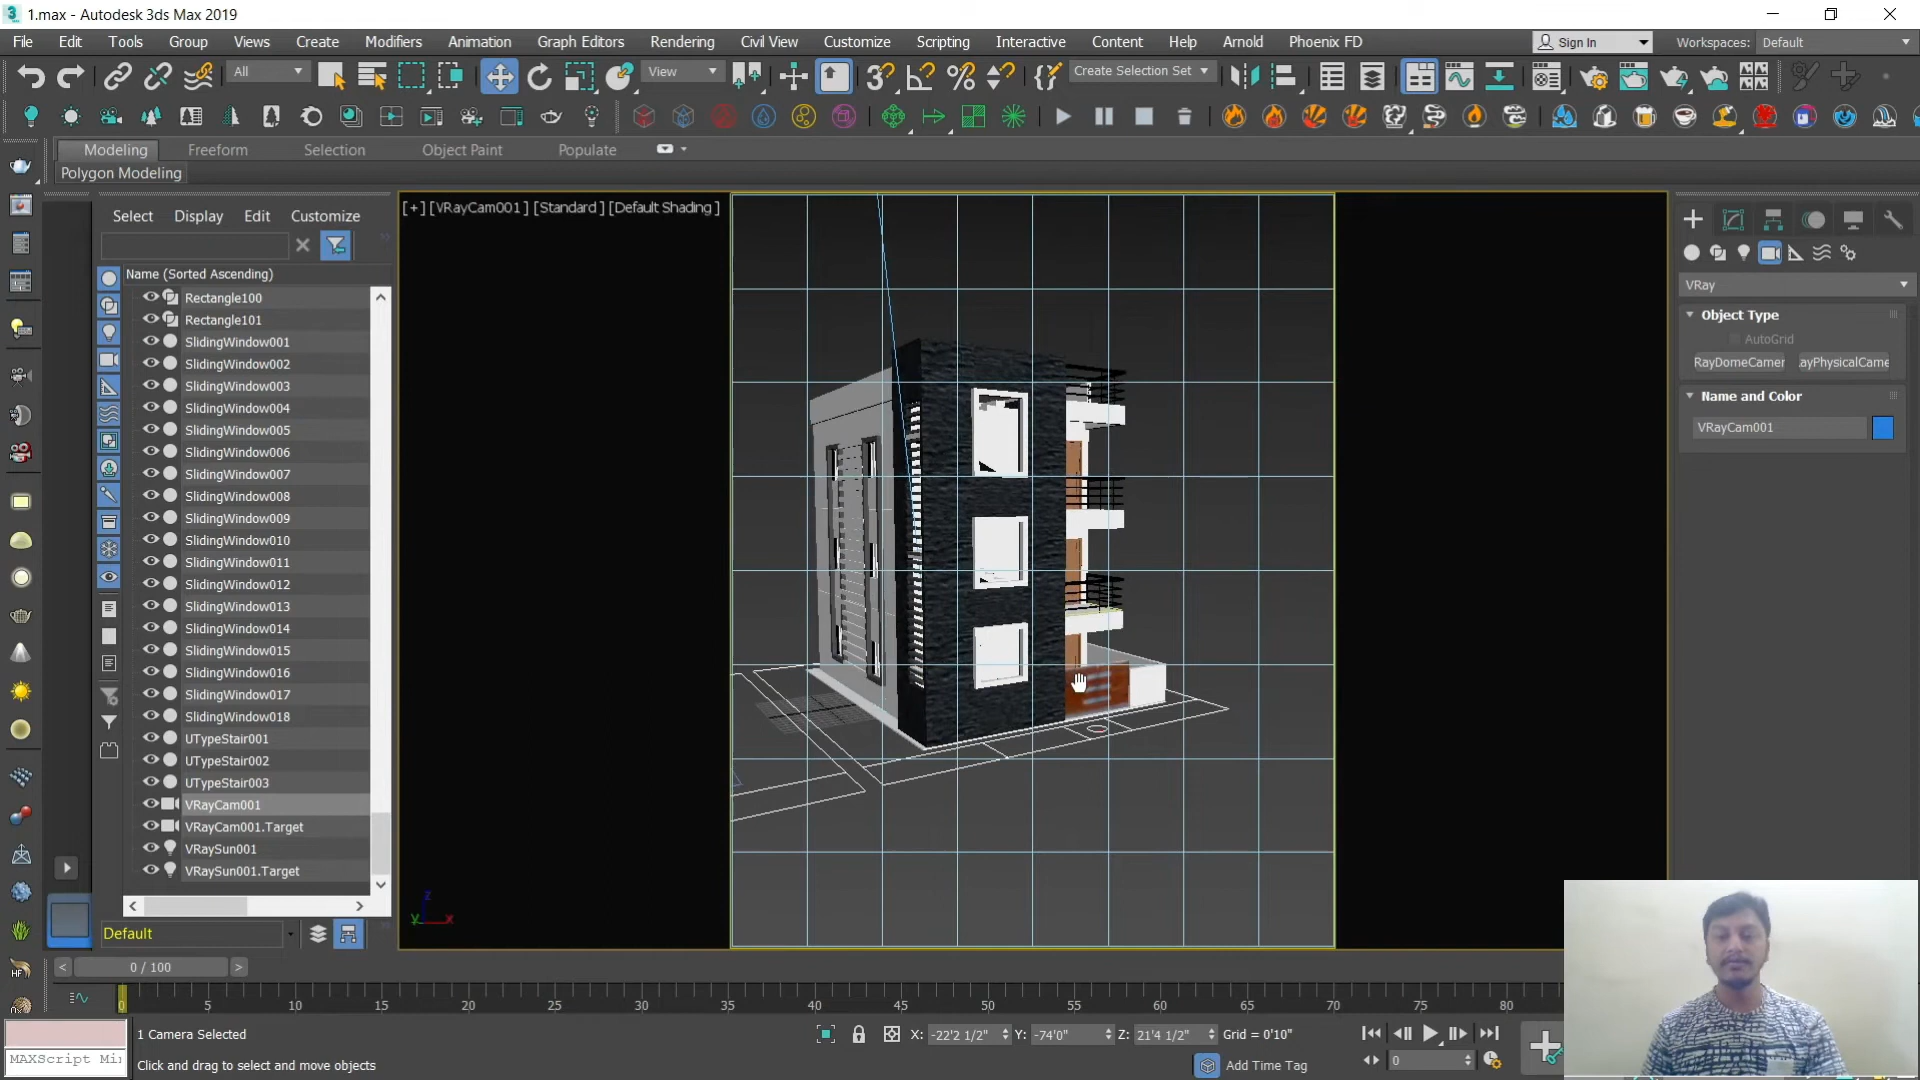 1.max - Autodesk 3ds Max 2019
File Edit Tools Group Views Create Modifiers Animation Graph Editors Rendering Civil View Customize Scripting Interactive Content Help Arnold Phoenix FD Sign In Workspaces: Default
All View Create Selection Set
Modeling Freeform Selection Object Paint Populate
Polygon Modeling
Select Display Edit Customize
Name (Sorted Ascending)
Rectangle100
Rectangle101
SlidingWindow001
SlidingWindow002
SlidingWindow003
SlidingWindow004
SlidingWindow005
SlidingWindow006
SlidingWindow007
SlidingWindow008
SlidingWindow009
SlidingWindow010
SlidingWindow011
SlidingWindow012
SlidingWindow013
SlidingWindow014
SlidingWindow015
SlidingWindow016
SlidingWindow017
SlidingWindow018
UTypeStair001
UTypeStair002
UTypeStair003
VRayCam001
VRayCam001.Target
VRaySun001
VRaySun001.Target
Default
[+] [VRayCam001] [Standard] [Default Shading]
z
y x
VRay
Object Type
AutoGrid
RayDomeCamer ayPhysicalCame
Name and Color
VRayCam001
< 0 / 100 >
0 5 10 15 20 25 30 35 40 45 50 55 60 65 70 75 80
1 Camera Selected
X: -22'2 1/2" Y: -74'0" Z: 21'4 1/2" Grid = 0'10"
MAXScript Mi
Click and drag to select and move objects
Add Time Tag
0